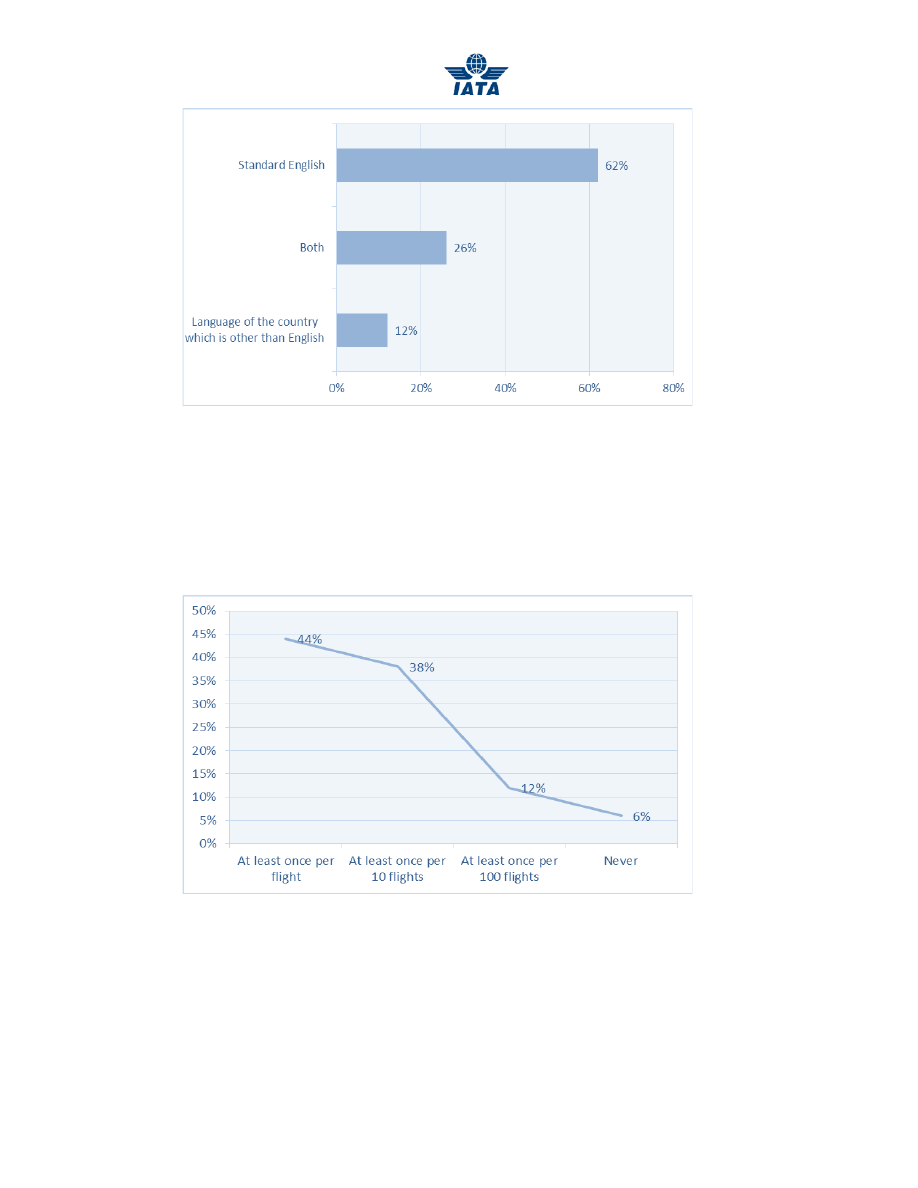 IATA
Standard English
62%
Both
26%
Language of the country
which is other than English
12%
0%
20%
40%
60%
80%
50%
45%
40%
35%
30%
25%
20%
15%
10%
5%
0%
44%
38%
12%
6%
At least once per
flight
At least once per
10 flights
At least once per
100 flights
Never